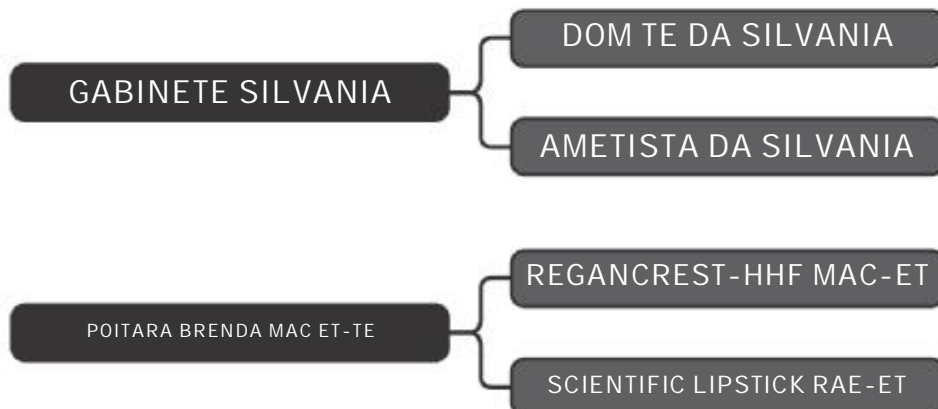 DOM TE DA SILVANIA
GABINETE SILVANIA
AMETISTA DA SILVANIA
REGANCREST-HHF MAC-ET
POITARA BRENDA MAC ET-TE
SCIENTIFIC LIPSTICK RAE-ET